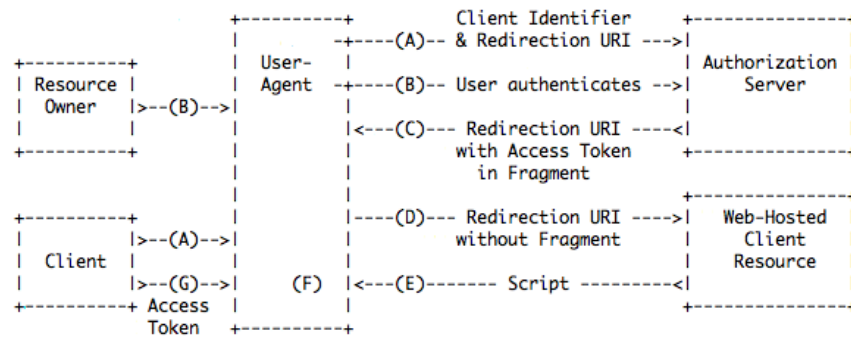 +----------+ Client Identifier +---------------
| -+----(A)-- & Redirection URI --->|
+-----------+ | User- | | Authorization
| Resource | | Agent -+----(B)-- User authenticates -->| Server
| Owner |>--(B)-->| | |
| | | |<---(C)--- Redirection URI ----<|
+-----------+ | | with Access Token +---------------
| | in Fragment
| | +---------------
+-----------+ | |----(D)--- Redirection URI ---->| Web-Hosted
| |>--(A)-->| | without Fragment | Client
| Client | | | | Resource
| |>--(G)-->| (F) |<---(E)------- Script ---------<|
+-----------+ Access | | +---------------
Token +----------+